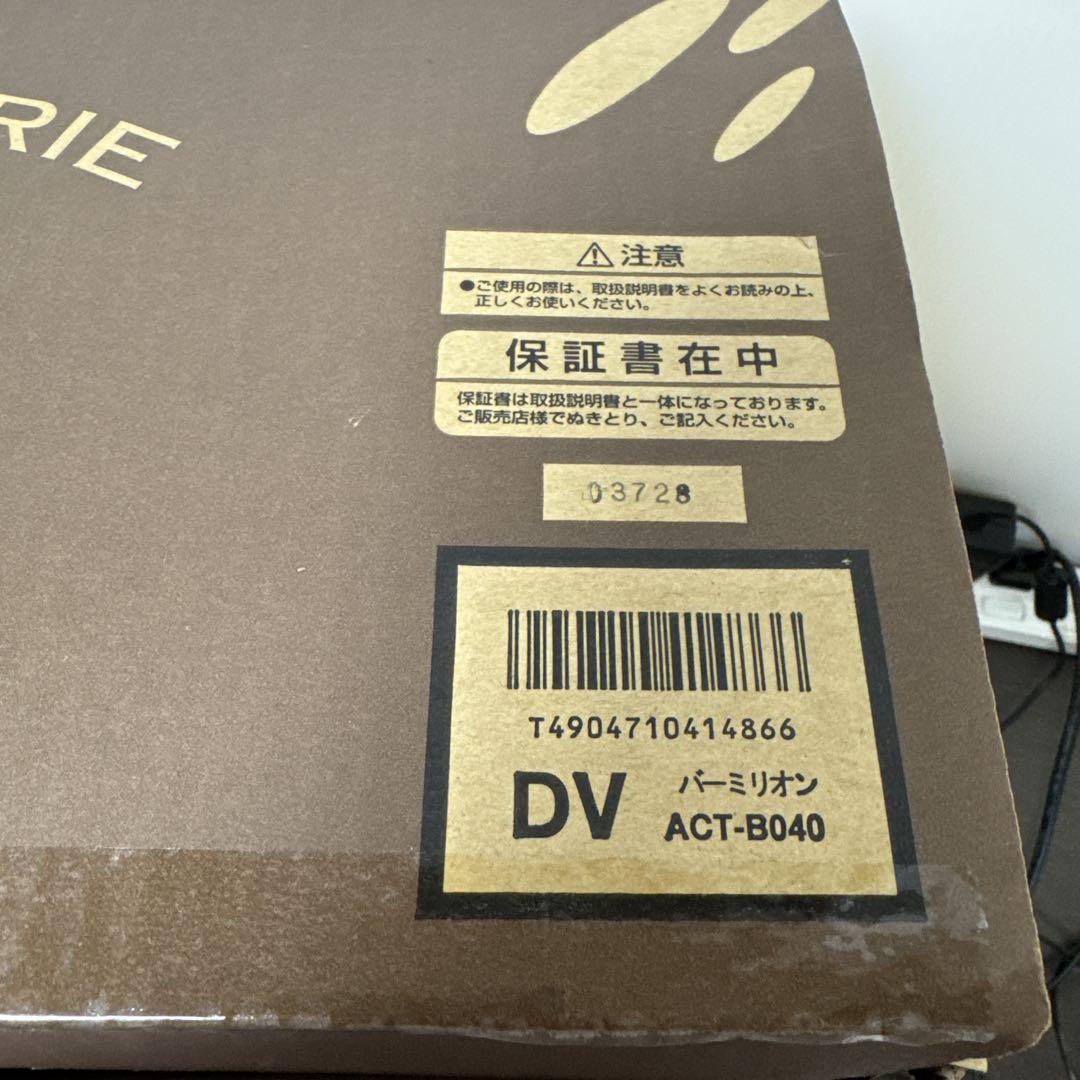 RIE
⚠注意
●ご使用の際は、取扱説明書をよくお読みの上、
正しくお使いください。
保証書在中
保証書は取扱説明書と一体になっております。
ご販売店様でぬきとり、ご記入ください。
03728
T4904710414866
DV
バーミリオン
ACT-B040